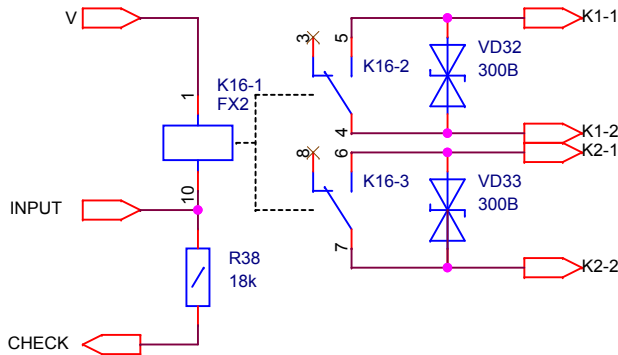 V
1
K16-1
FX2
3
5
K16-2
VD32
300B
K1-1
4
K1-2
8
6
K16-3
VD33
300B
K2-1
10
INPUT
7
K2-2
R38
18k
CHECK